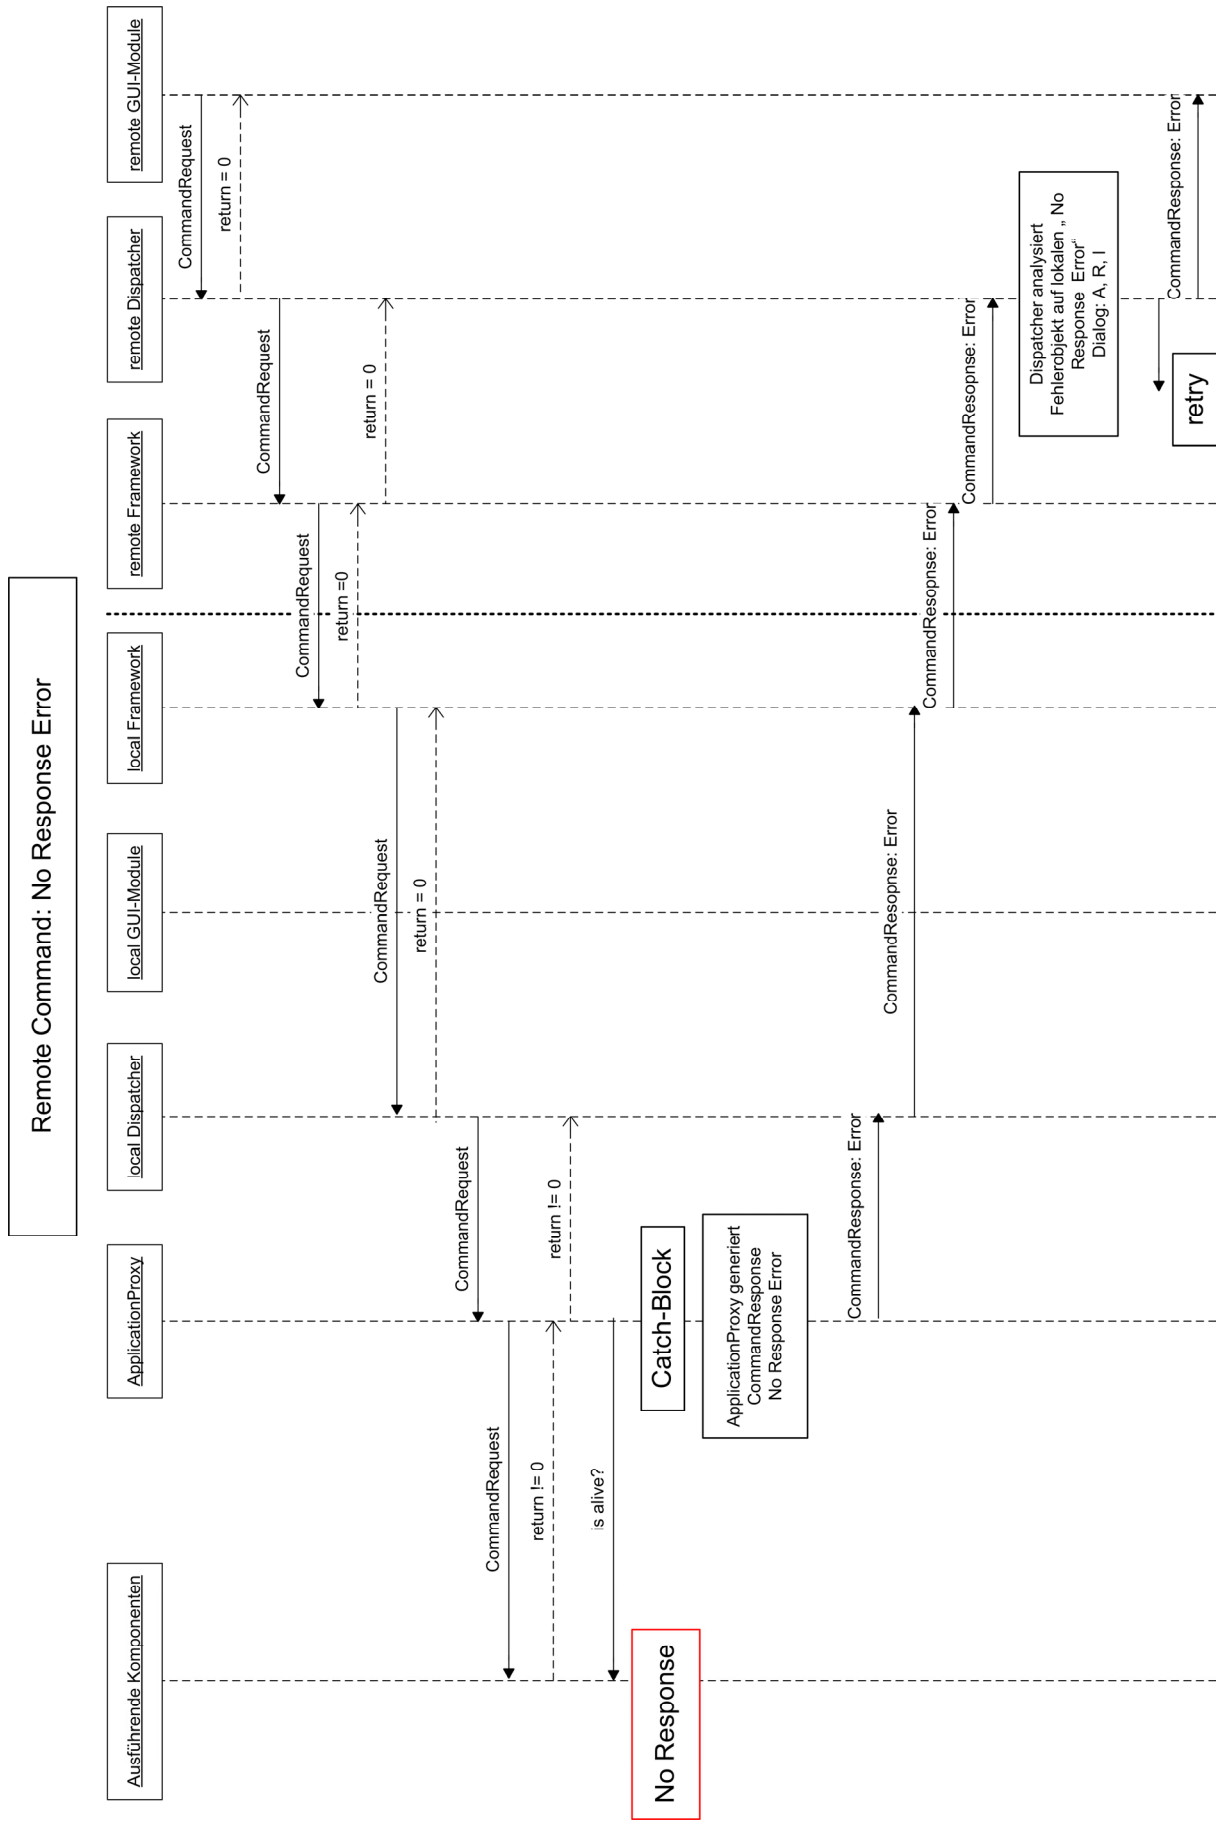 Remote Command: No Response Error
Ausführende Komponenten
ApplicationProxy
local Dispatcher
local GUI-Module
local Framework
remote Framework
remote Dispatcher
remote GUI-Module
CommandRequest
return = 0
CommandRequest
CommandRequest
return =0
return = 0
CommandRequest
return = 0
CommandRequest
CommandRequest
return != 0
return != 0
is alive?
No Response
Catch-Block
ApplicationProxy generiert
CommandResponse
No Response Error
CommandResponse: Error
CommandResopnse: Error
CommandResopnse: Error
CommandResopnse: Error
Dispatcher analysiert
Fehlerobjekt auf lokalen „ No
Response Error“
Dialog: A, R, I
CommandResponse: Error
retry